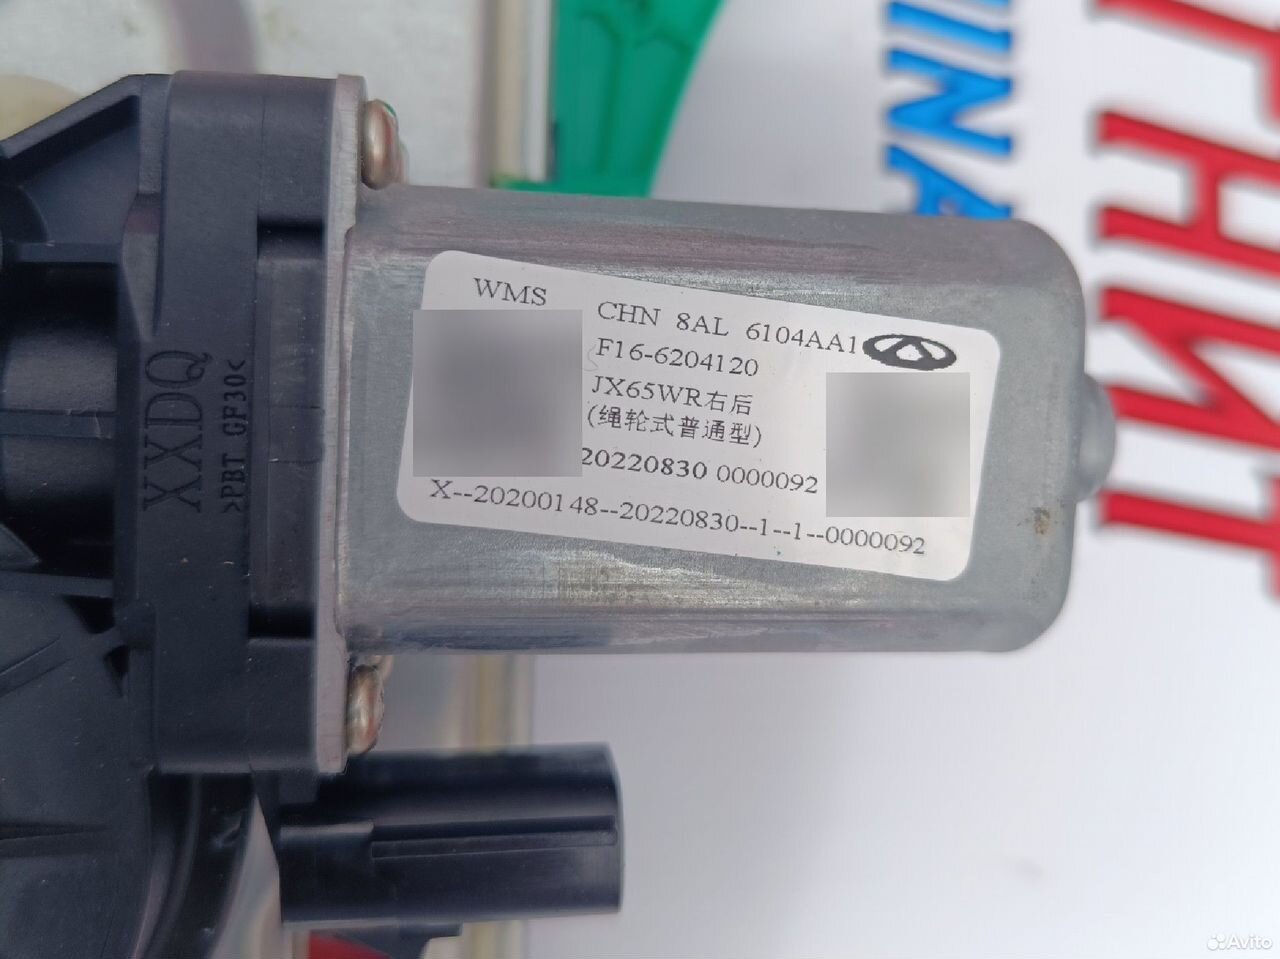 WMS
CHN 8AL 6104AA1
F16-6204120
JX65WR右后
(绳轮式普通型)
20220830 0000092
X--20200148--20220830--1--1--0000092
XXDQ
>PBT GF30<
Avito